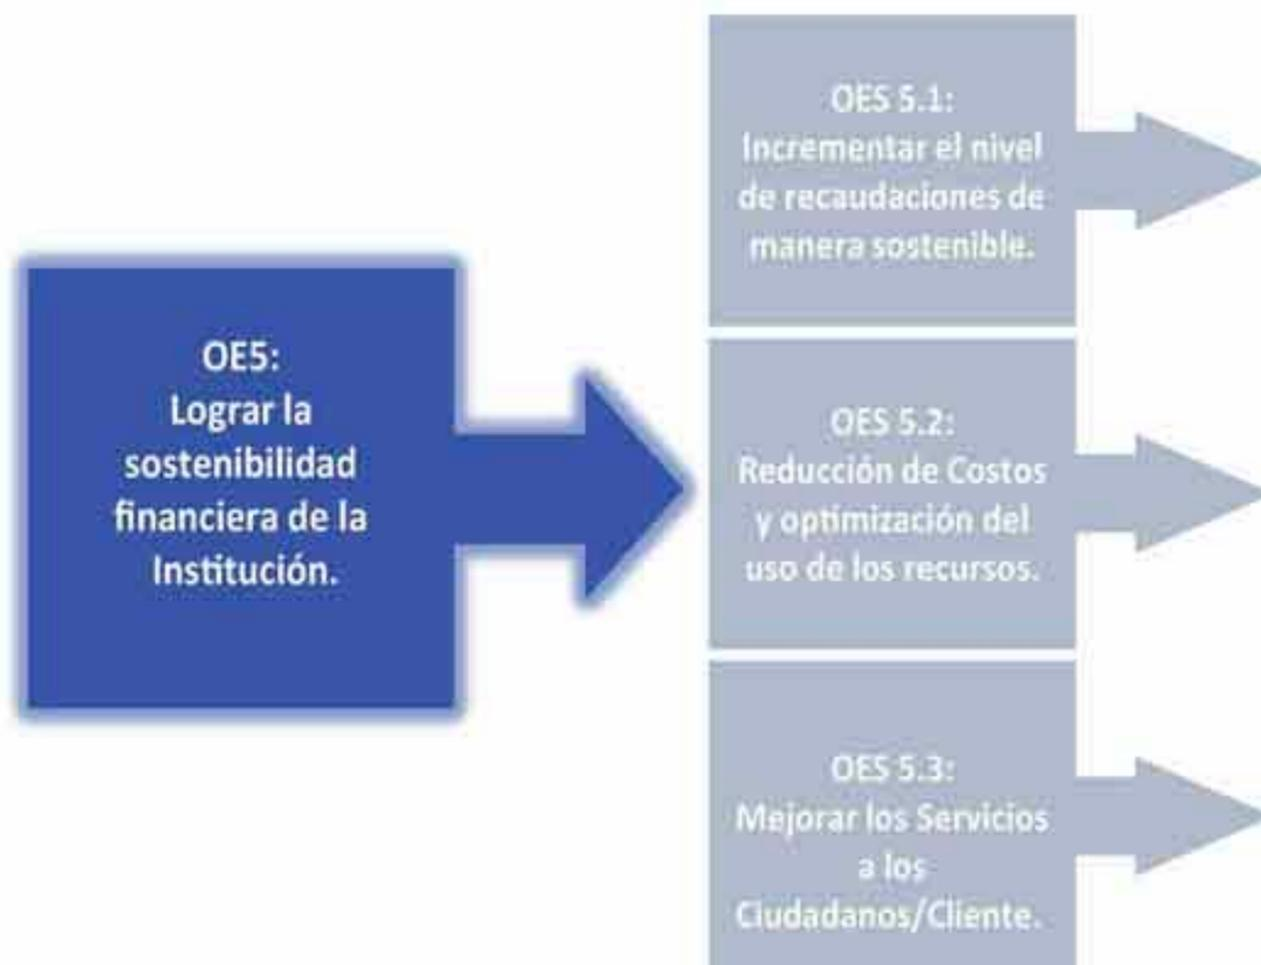 OE5:
Lograr la
sostenibilidad
financiera de la
Institución.
OES 5.1:
Incrementar el nivel
de recaudaciones de
manera sostenible.
OES 5.2:
Reducción de Costos
y optimización del
uso de los recursos.
OES 5.3:
Mejorar los Servicios
a los
Ciudadanos/Cliente.